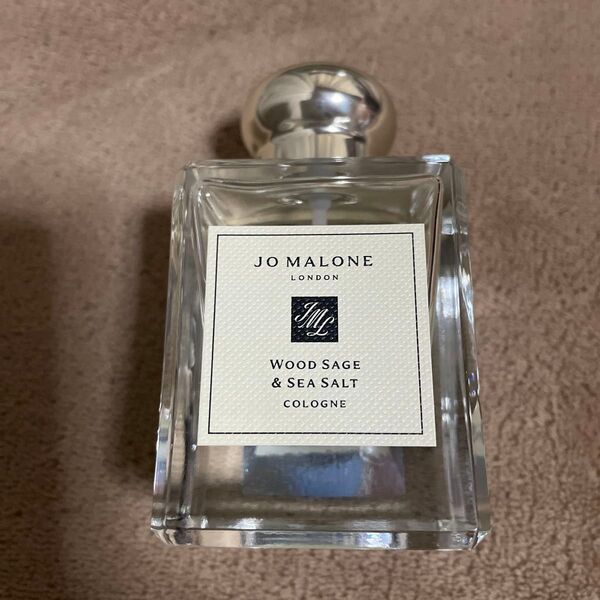 JO MALONE
LONDON
JML
WOOD SAGE
& SEA SALT
COLOGNE